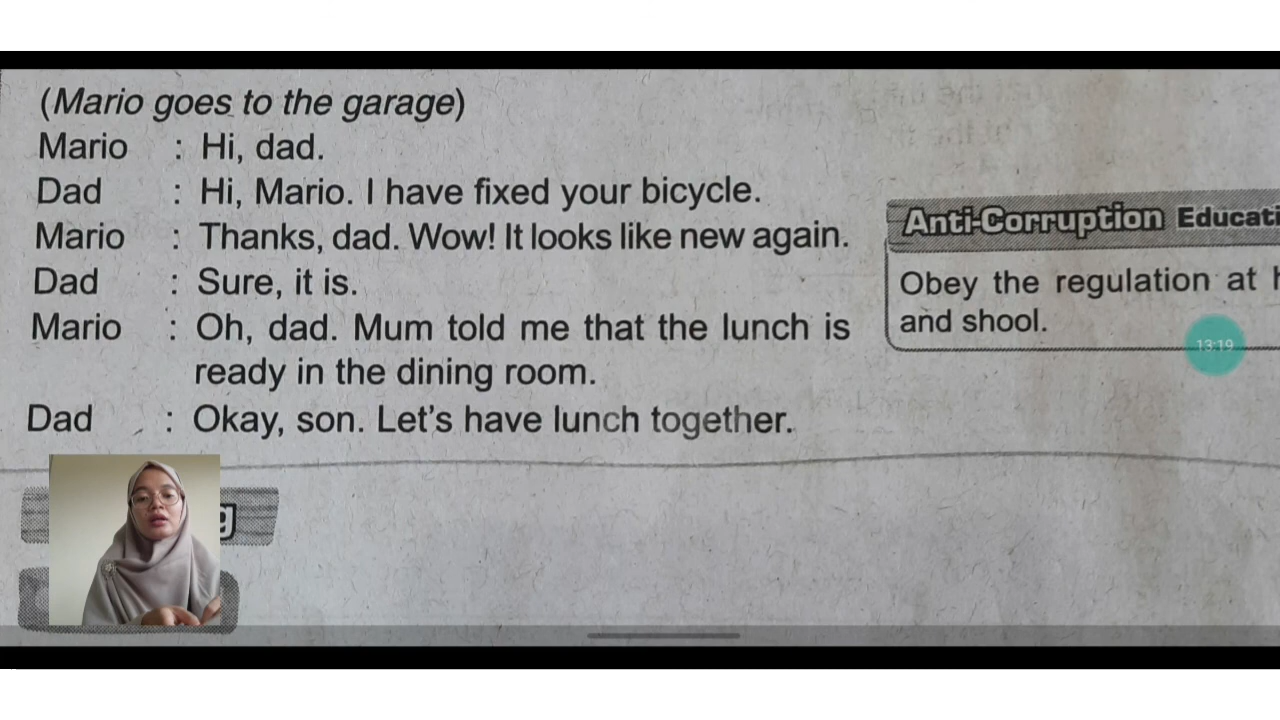 (Mario goes to the garage)
Mario : Hi, dad.
Dad : Hi, Mario. I have fixed your bicycle.
Mario : Thanks, dad. Wow! It looks like new again.
Dad : Sure, it is.
Mario : Oh, dad. Mum told me that the lunch is
ready in the dining room.
Dad : Okay, son. Let's have lunch together.
Anti-Corruption
Obey the regulation at
and shool.
13:19